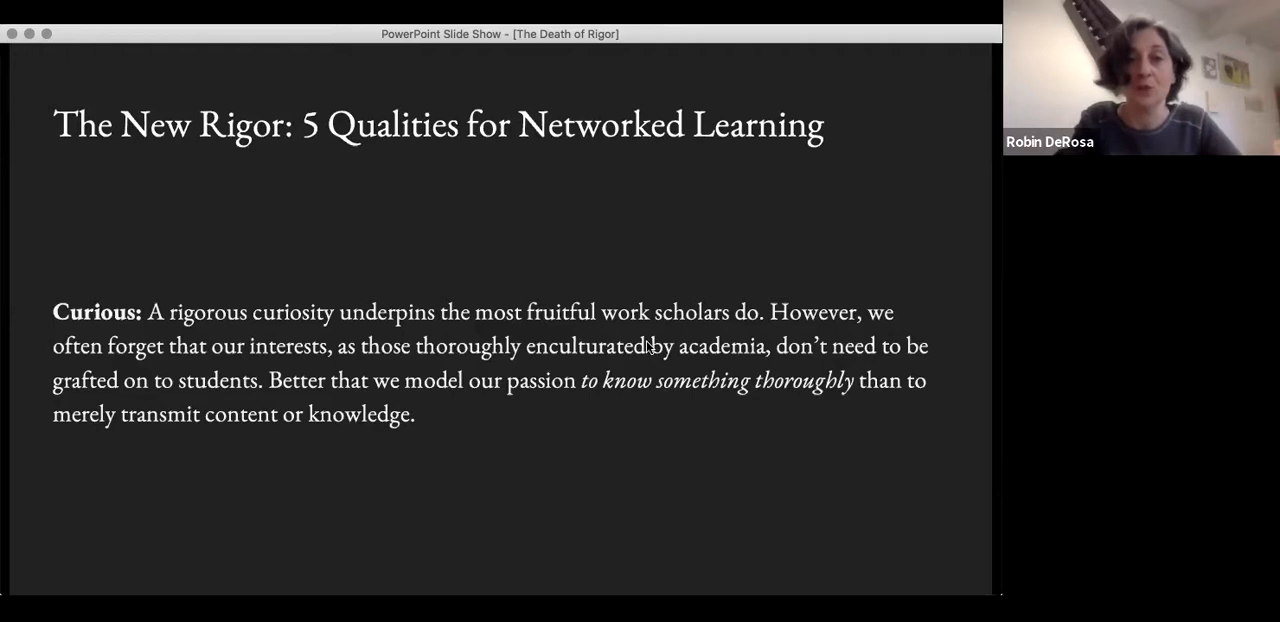 PowerPoint Slide Show - [The Death of Rigor]
The New Rigor: 5 Qualities for Networked Learning
Curious: A rigorous curiosity underpins the most fruitful work scholars do. However, we
often forget that our interests, as those thoroughly enculturated by academia, don’t need to be
grafted on to students. Better that we model our passion to know something thoroughly than to
merely transmit content or knowledge.
Robin DeRosa